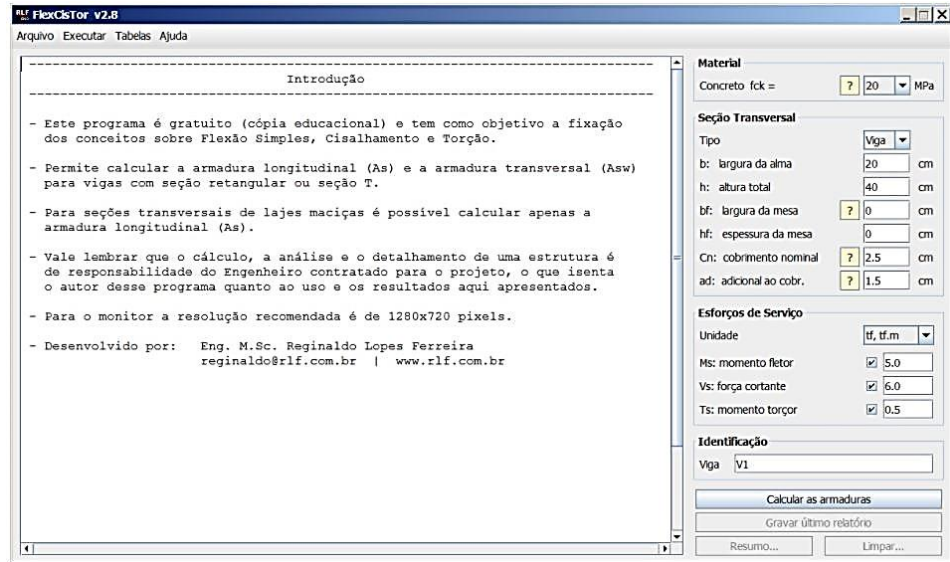 FlexCisTor v2.8
Arquivo Executar Tabelas Ajuda
Introdução
- Este programa é gratuito (cópia educacional) e tem como objetivo a fixação
dos conceitos sobre Flexão Simples, Cisalhamento e Torção.
- Permite calcular a armadura longitudinal (As) e a armadura transversal (Asw)
para vigas com seção retangular ou seção T.
- Para seções transversais de lajes maciças é possível calcular apenas a
armadura longitudinal (As).
- Vale lembrar que o cálculo, a análise e o detalhamento de uma estrutura é
de responsabilidade do Engenheiro contratado para o projeto, o que isenta
o autor desse programa quanto ao uso e os resultados aqui apresentados.
- Para o monitor a resolução recomendada é de 1280x720 pixels.
- Desenvolvido por: Eng. M.Sc. Reginaldo Lopes Ferreira
reginaldo@rlf.com.br | www.rlf.com.br
Material
Concreto fck = ? 20 MPa
Seção Transversal
Tipo Viga
b: largura da alma 20 cm
h: altura total 40 cm
bf: largura da mesa ? 0 cm
hf: espessura da mesa 0 cm
Cn: cobrimento nominal ? 2.5 cm
ad: adicional ao cobr. ? 1.5 cm
Esforços de Serviço
Unidade tf, tf.m
Ms: momento fletor 5.0
Vs: força cortante 6.0
Ts: momento torçor 0.5
Identificação
Viga V1
Calcular as armaduras
Gravar último relatório
Resumo... Limpar...